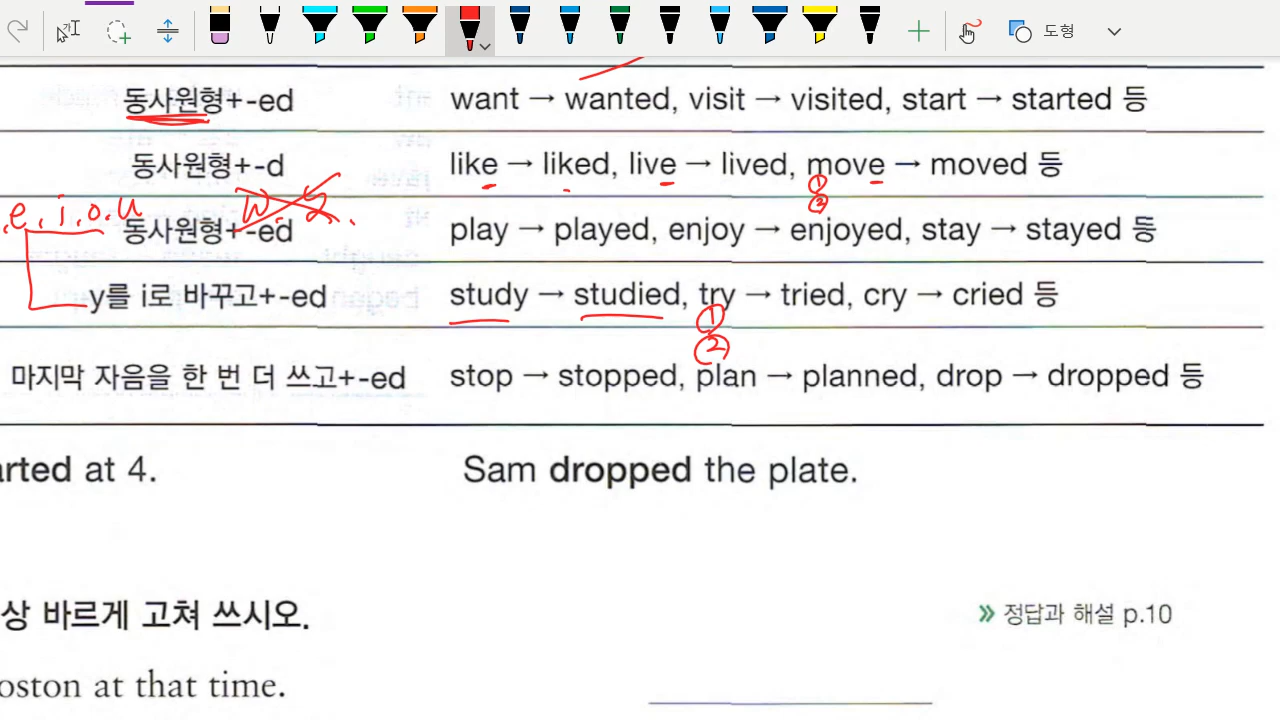 도형
동사원형+-ed want → wanted, visit → visited, start → started 등
동사원형+-d like → liked, live → lived, move → moved 등
① ②
e, i, o, u
w. y.
동사원형+-ed play → played, enjoy → enjoyed, stay → stayed 등
y를 i로 바꾸고+-ed study → studied, try → tried, cry → cried 등
① ②
마지막 자음을 한 번 더 쓰고+-ed stop → stopped, plan → planned, drop → dropped 등
arted at 4. Sam dropped the plate.
상 바르게 고쳐 쓰시오. 정답과 해설 p.10
oston at that time.